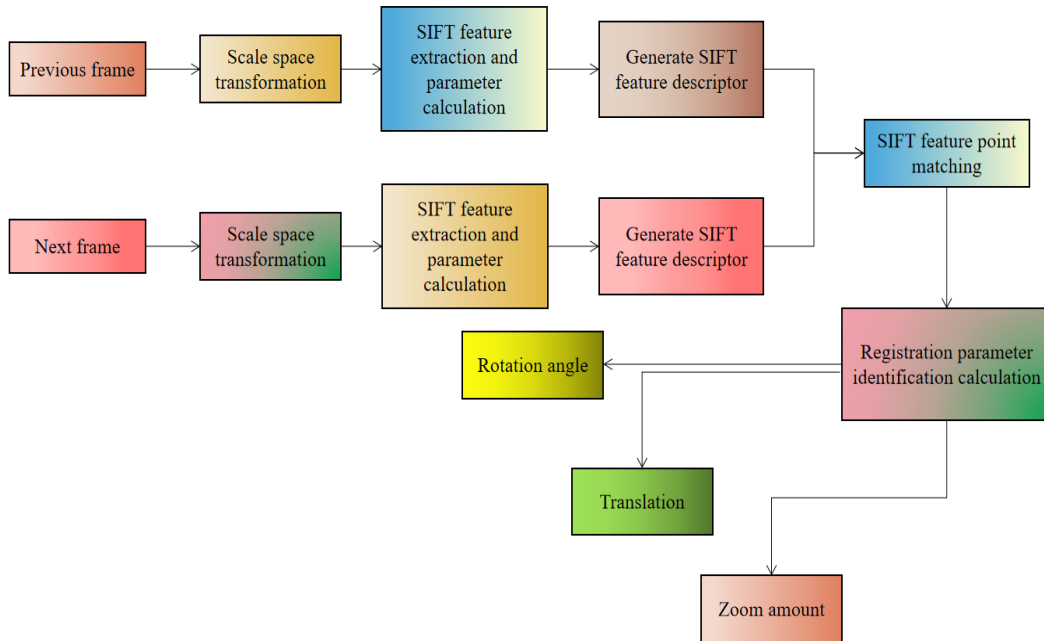 Previous frame
Scale space
transformation
SIFT feature
extraction and
parameter
calculation
Generate SIFT
feature descriptor
SIFT feature point
matching
Next frame
Scale space
transformation
SIFT feature
extraction and
parameter
calculation
Generate SIFT
feature descriptor
Registration parameter
identification calculation
Rotation angle
Translation
Zoom amount